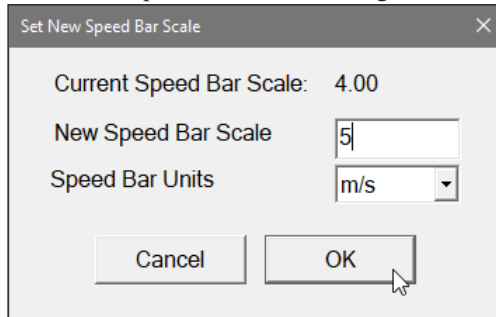 Set New Speed Bar Scale
Current Speed Bar Scale: 4.00
New Speed Bar Scale 5
Speed Bar Units m/s
Cancel OK